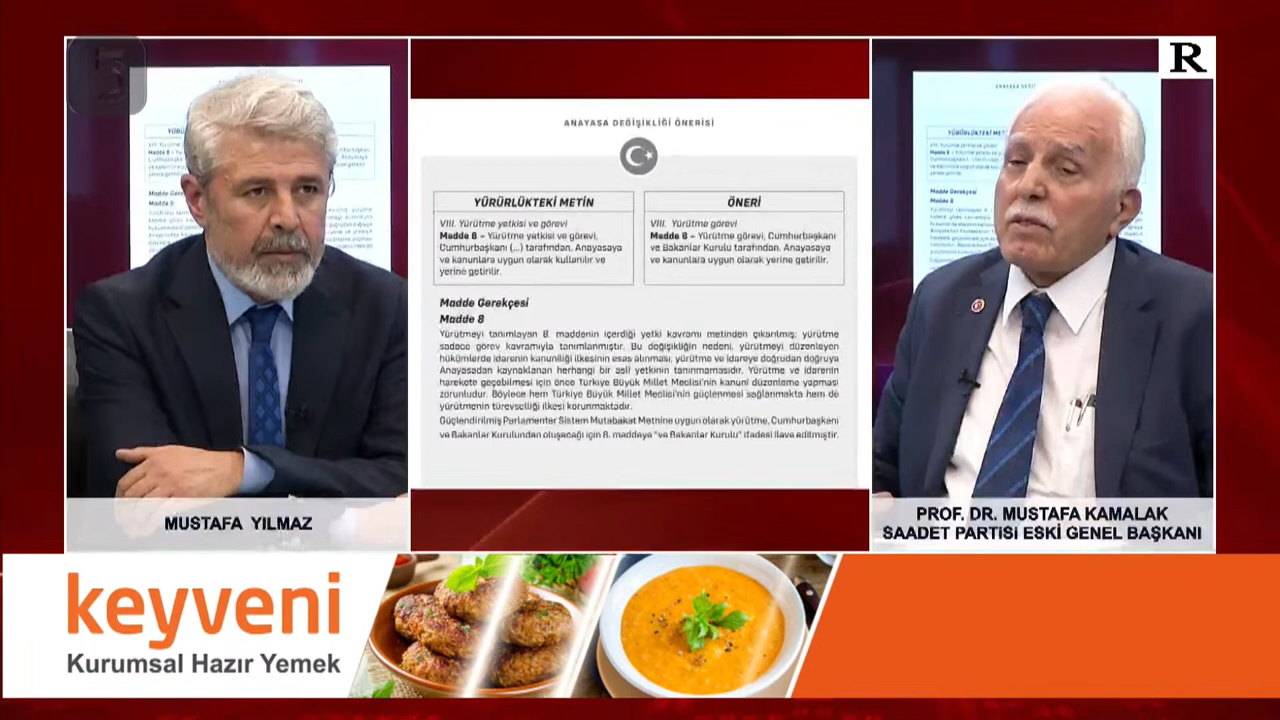 5
R
ANAYASA DEĞİŞİKLİĞİ ÖNERİSİ
YÜRÜRLÜKTEKİ METİN
VIII. Yürütme yetkisi ve görevi
Madde 8 – Yürütme yetkisi ve görevi,
Cumhurbaşkanı (...) tarafından, Anayasaya
ve kanunlara uygun olarak kullanılır ve
yerine getirilir.
ÖNERİ
VIII. Yürütme görevi
Madde 8 – Yürütme görevi, Cumhurbaşkanı
ve Bakanlar Kurulu tarafından, Anayasaya
ve kanunlara uygun olarak yerine getirilir.
Madde Gerekçesi
Madde 8
Yürütmeyi tanımlayan 8. maddenin içerdiği yetki kavramı metinden çıkarılmış; yürütme
sadece görev kavramıyla tanımlanmıştır. Bu değişikliğin nedeni, yürütmeyi düzenleyen
hükümlerde idarenin kanuniliği ilkesinin esas alınması, yürütme ve idareye doğrudan doğruya
Anayasadan kaynaklanan herhangi bir asli yetkinin tanınmamasıdır. Yürütme ve idarenin
harekete geçebilmesi için önce Türkiye Büyük Millet Meclisi'nin kanuni düzenleme yapması
zorunludur. Böylece hem Türkiye Büyük Millet Meclisi'nin güçlenmesi sağlanmakta hem de
yürütmenin türevselliği ilkesi korunmaktadır.
Güçlendirilmiş Parlamenter Sistem Mutabakat Metnine uygun olarak yürütme, Cumhurbaşkanı
ve Bakanlar Kurulundan oluşacağı için 8. maddeye "ve Bakanlar Kurulu" ifadesi ilave edilmiştir.
MUSTAFA YILMAZ
PROF. DR. MUSTAFA KAMALAK
SAADET PARTİSİ ESKİ GENEL BAŞKANI
keyveni
Kurumsal Hazır Yemek